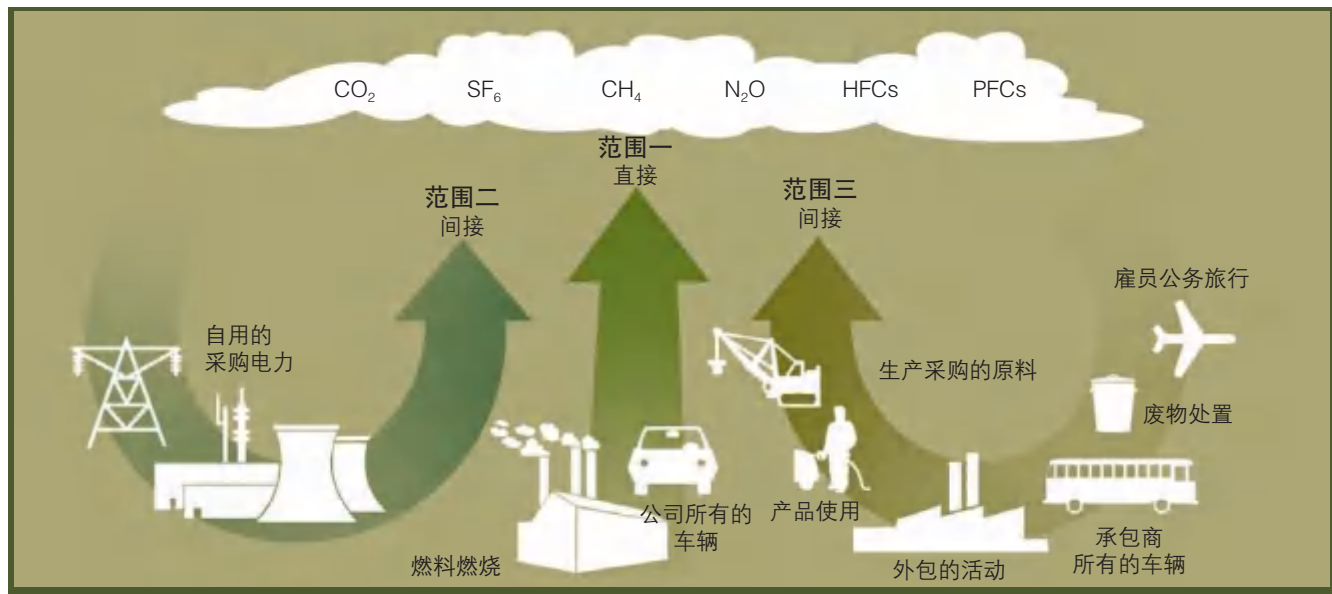 CO₂ SF₆ CH₄ N₂O HFCs PFCs
范围一
直接
范围二
间接
范围三
间接
雇员公务旅行
自用的
采购电力
生产采购的原料
废物处置
公司所有的
车辆
产品使用
燃料燃烧
外包的活动
承包商
所有的车辆